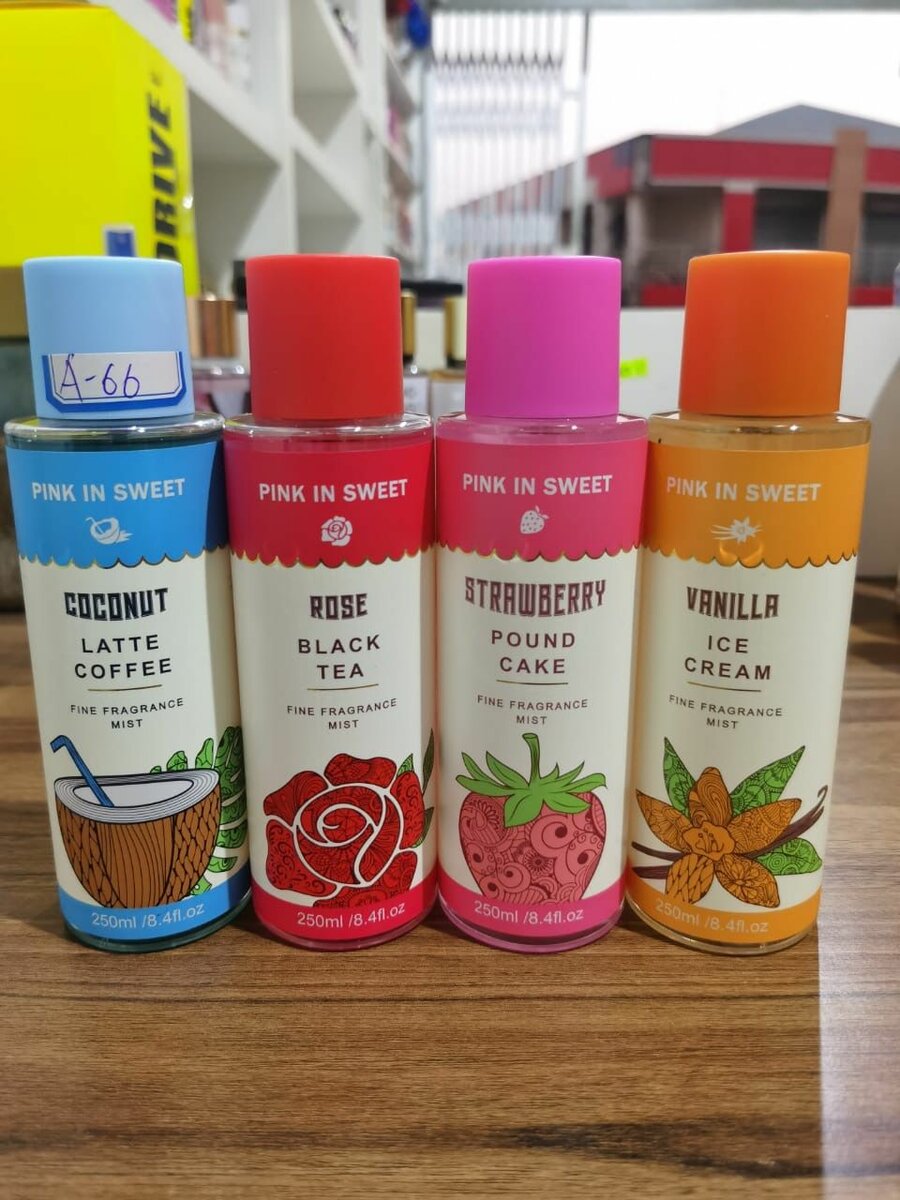 DRIVE
A-66
PINK IN SWEET
COCONUT
LATTE
COFFEE
FINE FRAGRANCE
MIST
250ml /8.4fl.oz
PINK IN SWEET
ROSE
BLACK
TEA
FINE FRAGRANCE
MIST
250ml /8.4fl.oz
PINK IN SWEET
STRAWBERRY
POUND
CAKE
FINE FRAGRANCE
MIST
250ml /8.4fl.oz
PINK IN SWEET
VANILLA
ICE
CREAM
FINE FRAGRANCE
MIST
250ml /8.4fl.oz